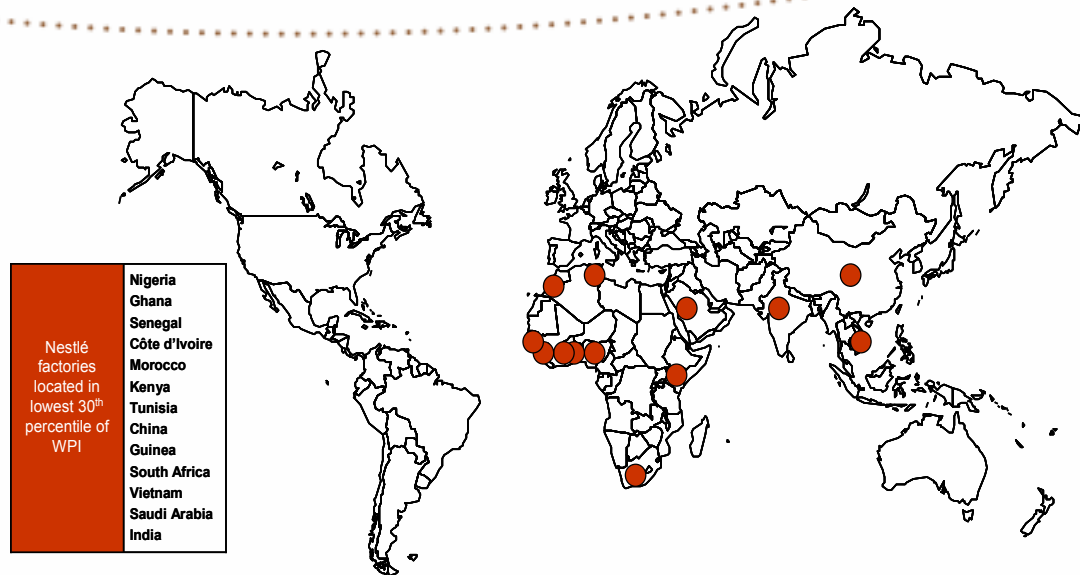 Nestlé
factories
located in
lowest 30th
percentile of
WPI
Nigeria
Ghana
Senegal
Côte d'Ivoire
Morocco
Kenya
Tunisia
China
Guinea
South Africa
Vietnam
Saudi Arabia
India